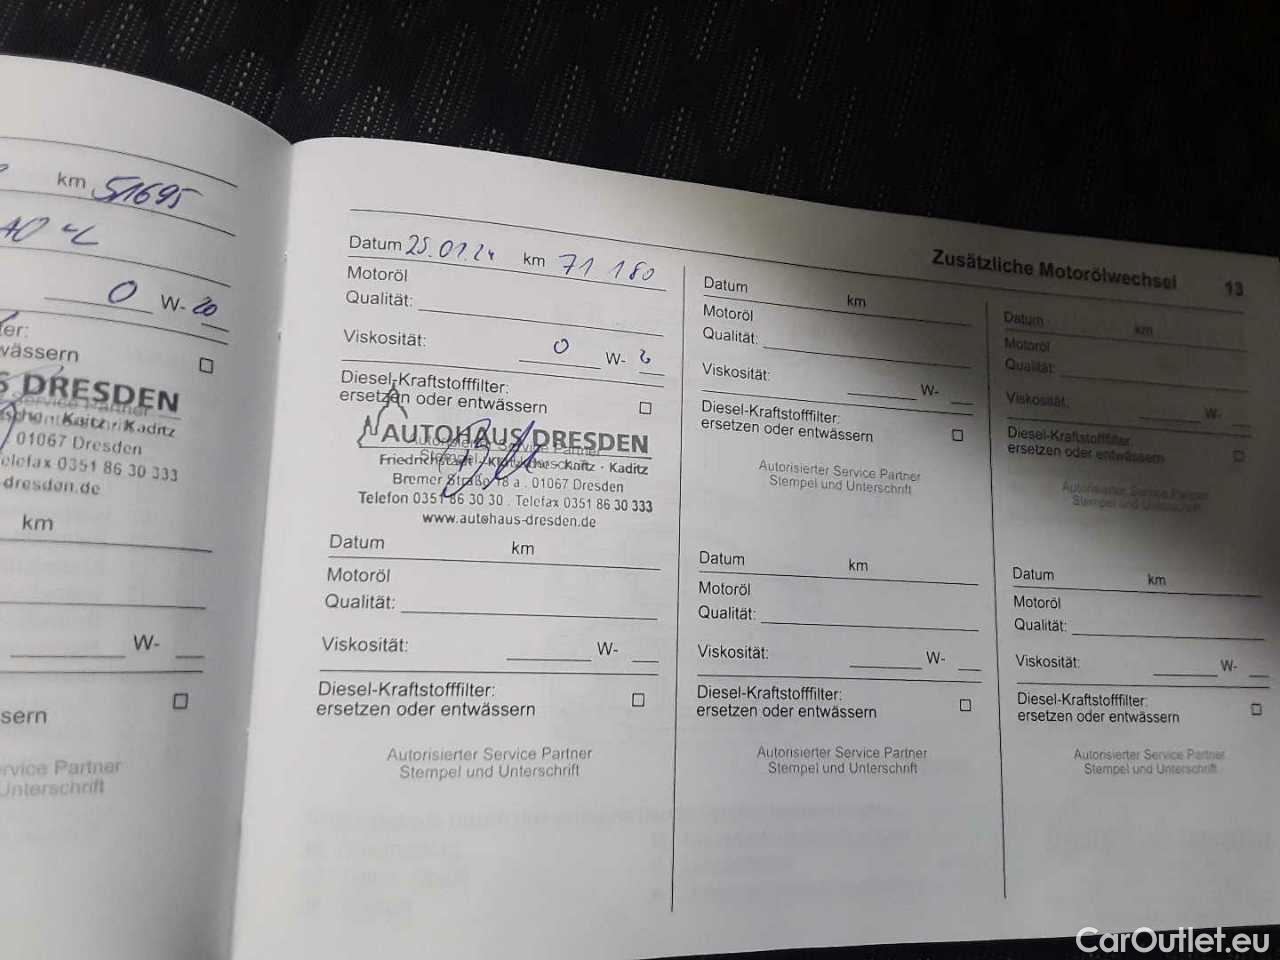 km 51695
0 W- 20
wässern
DRESDEN
Kaitz · Kaditz
01067 Dresden
Telefax 0351 86 30 333
-dresden.de
km
W-
Zusätzliche Motorölwechsel 13
Datum 25.01.24 km 71 180
Motoröl
Qualität:
Viskosität: 0 W-
Diesel-Kraftstofffilter:
ersetzen oder entwässern
AUTOHAUS DRESDEN
Friedrichstadt · Kaitz · Kaditz
Bremer Straße 18 a . 01067 Dresden
Telefon 0351 86 30 30 . Telefax 0351 86 30 333
www.autohaus-dresden.de
Datum km
Motoröl
Qualität:
Viskosität: W-
Diesel-Kraftstofffilter:
ersetzen oder entwässern
Autorisierter Service Partner
Stempel und Unterschrift
Datum km
Motoröl
Qualität:
Viskosität: W-
Diesel-Kraftstofffilter:
ersetzen oder entwässern
Autorisierter Service Partner
Stempel und Unterschrift
Datum km
Motoröl
Qualität:
Viskosität: W-
Diesel-Kraftstofffilter:
ersetzen oder entwässern
Autorisierter Service Partner
Stempel und Unterschrift
Datum km
Motoröl
Qualität:
Viskosität: W-
Diesel-Kraftstofffilter:
ersetzen oder entwässern
Autorisierter Service Partner
Stempel und Unterschrift
Datum km
Motoröl
Qualität:
Viskosität: W-
Diesel-Kraftstofffilter:
ersetzen oder entwässern
Autorisierter Service Partner
Stempel und Unterschrift
CarOutlet.eu